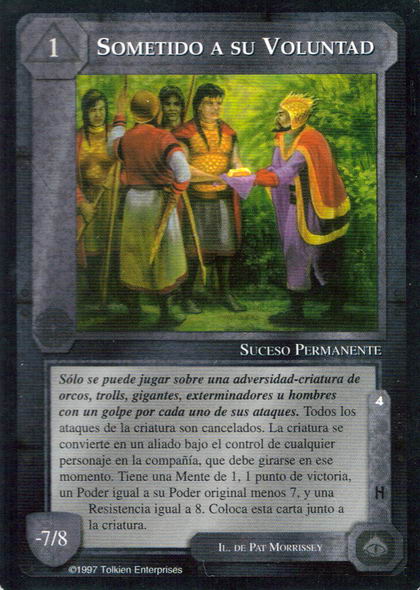 1
SOMETIDO A SU VOLUNTAD
SUCESO PERMANENTE
Sólo se puede jugar sobre una adversidad-criatura de
orcos, trolls, gigantes, exterminadores u hombres
con un golpe por cada uno de sus ataques. Todos los
ataques de la criatura son cancelados. La criatura se
convierte en un aliado bajo el control de cualquier
personaje en la compañía, que debe girarse en ese
momento. Tiene una Mente de 1, 1 punto de victoria,
un Poder igual a su Poder original menos 7, y una
Resistencia igual a 8. Coloca esta carta junto a
la criatura.
4
H
-7/8
IL. DE PAT MORRISSEY
©1997 Tolkien Enterprises